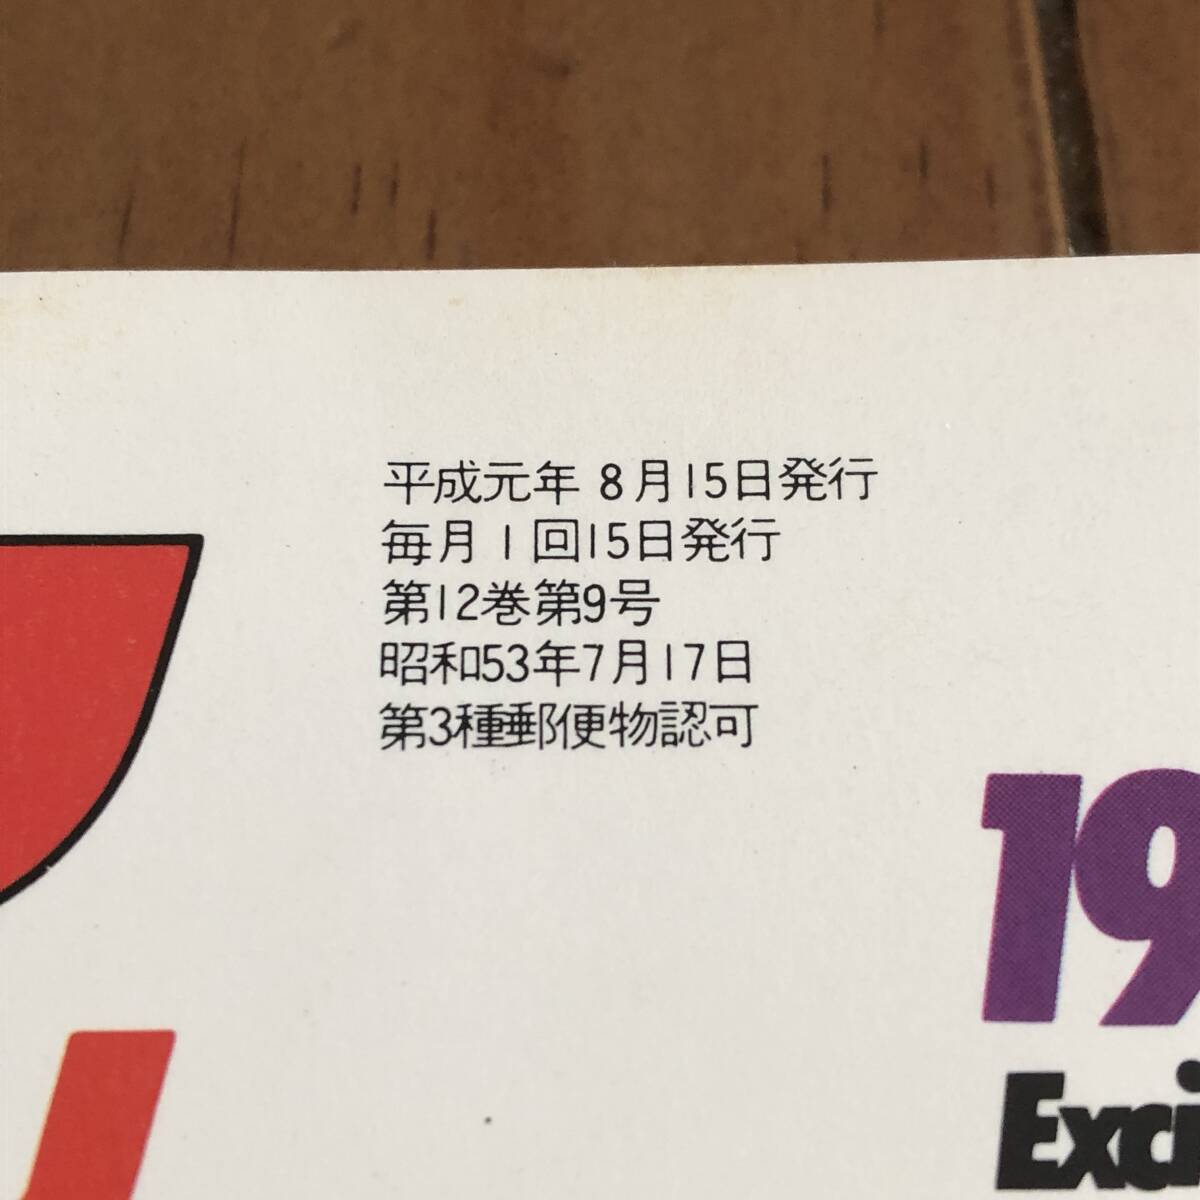 平成元年 8月15日発行
毎月1回15日発行
第12巻第9号
昭和53年7月17日
第3種郵便物認可
19
Exci